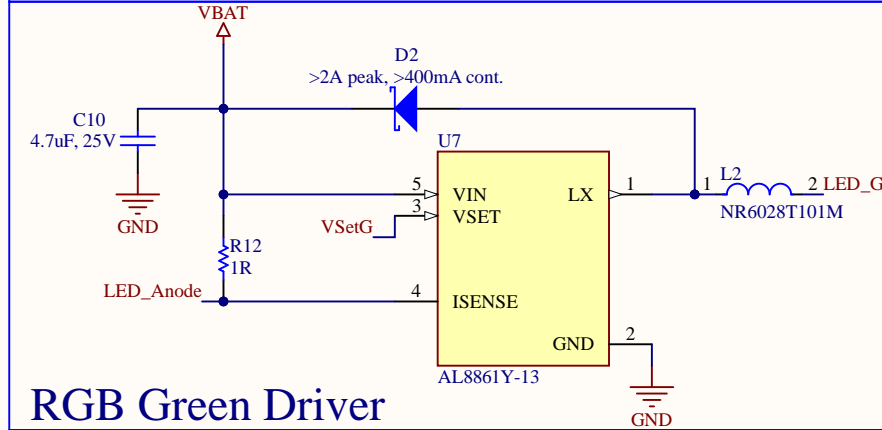 VBAT
D2
>2A peak, >400mA cont.
C10
4.7uF, 25V
GND
U7
5 VIN
3 VSET
VSetG
LX 1
1 L2 2 LED_G
NR6028T101M
R12
1R
LED_Anode
4 ISENSE
GND 2
AL8861Y-13
GND
RGB Green Driver